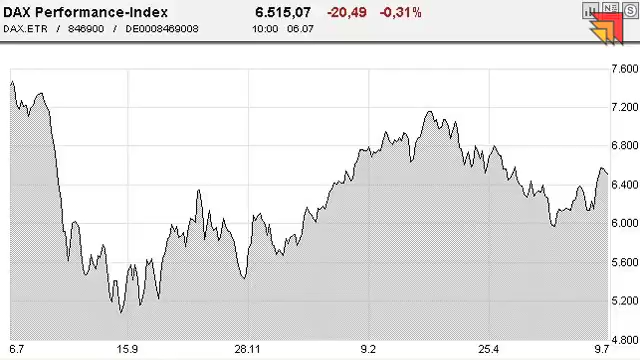 DAX Performance-Index 6.515,07 -20,49 -0,31%
DAX.ETR / 846900 / DE0008469008 10:00 06.07
7.600
6.800
6.400
6.000
5.600
5.200
4.800
6.7 15.9 28.11 9.2 25.4 9.7